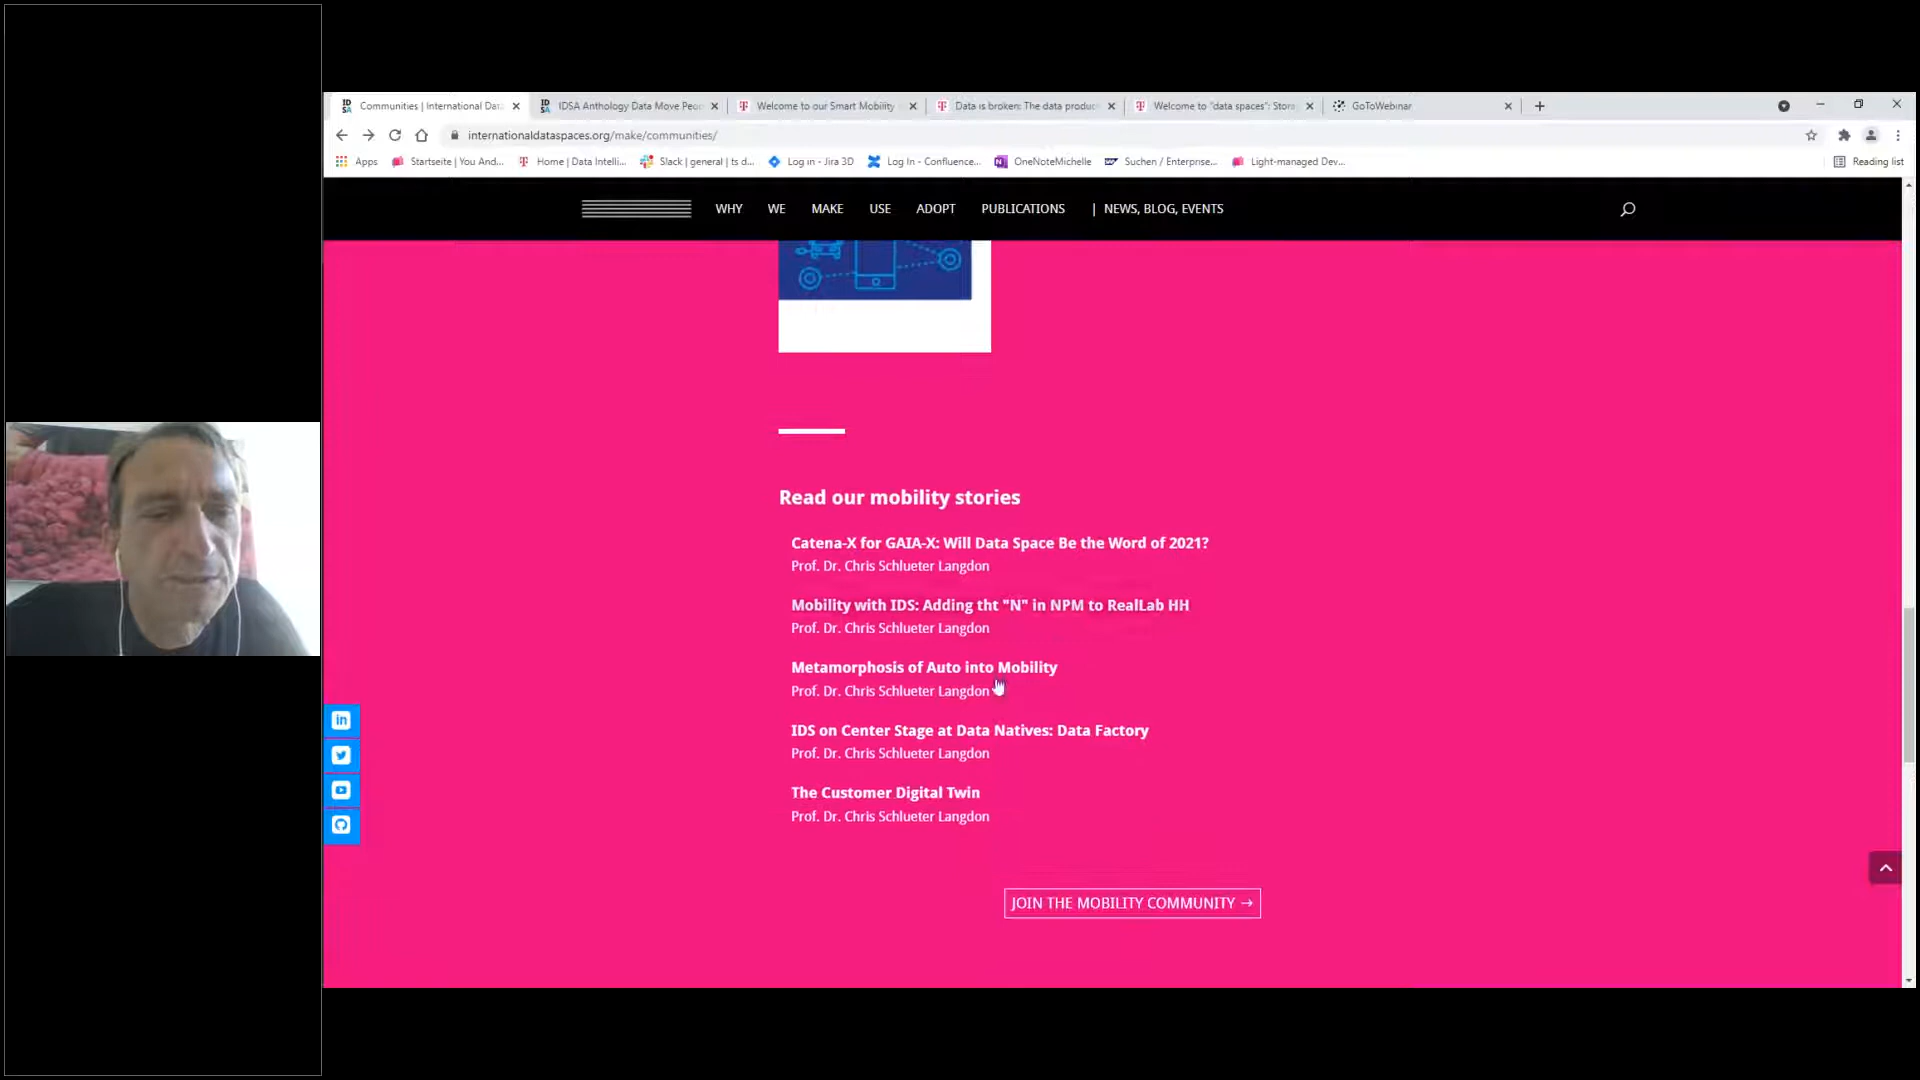 Communities | International Dat
IDSA Anthology Data Move Peop
Welcome to our Smart Mobility
Data is broken: The data product
Welcome to "data spaces": Stora
GoToWebinar
internationaldataspaces.org/make/communities/
Apps
Startseite | You And...
Home | Data Intelli...
Slack | general | ts d...
Log in - Jira 3D
Log In - Confluence...
OneNoteMichelle
Suchen / Enterprise...
Light-managed Dev...
Reading list
WHY
WE
MAKE
USE
ADOPT
PUBLICATIONS
| NEWS, BLOG, EVENTS
Read our mobility stories
Catena-X for GAIA-X: Will Data Space Be the Word of 2021?
Prof. Dr. Chris Schlueter Langdon
Mobility with IDS: Adding tht "N" in NPM to RealLab HH
Prof. Dr. Chris Schlueter Langdon
Metamorphosis of Auto into Mobility
Prof. Dr. Chris Schlueter Langdon
IDS on Center Stage at Data Natives: Data Factory
Prof. Dr. Chris Schlueter Langdon
The Customer Digital Twin
Prof. Dr. Chris Schlueter Langdon
in
JOIN THE MOBILITY COMMUNITY →